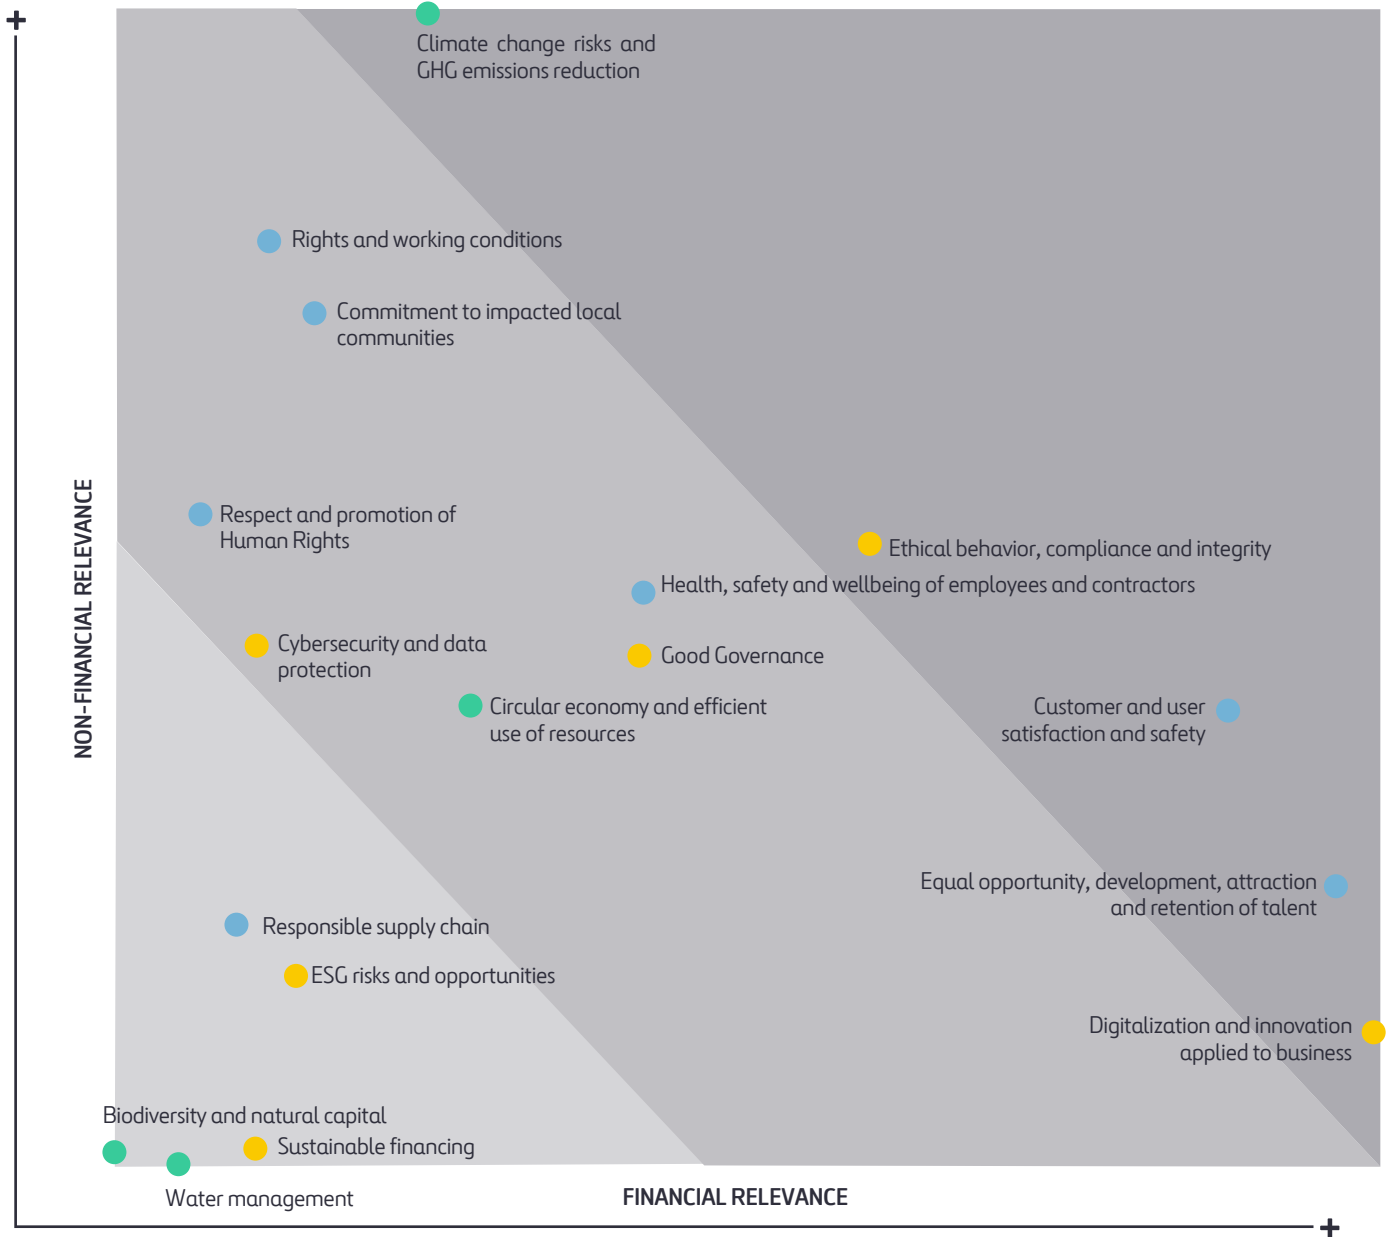 +
Climate change risks and
GHG emissions reduction
Rights and working conditions
Commitment to impacted local
communities
NON-FINANCIAL RELEVANCE
Respect and promotion of
Human Rights
Ethical behavior, compliance and integrity
Health, safety and wellbeing of employees and contractors
Cybersecurity and data
protection
Good Governance
Circular economy and efficient
use of resources
Customer and user
satisfaction and safety
Equal opportunity, development, attraction
and retention of talent
Responsible supply chain
ESG risks and opportunities
Digitalization and innovation
applied to business
Biodiversity and natural capital
Sustainable financing
Water management
FINANCIAL RELEVANCE
+